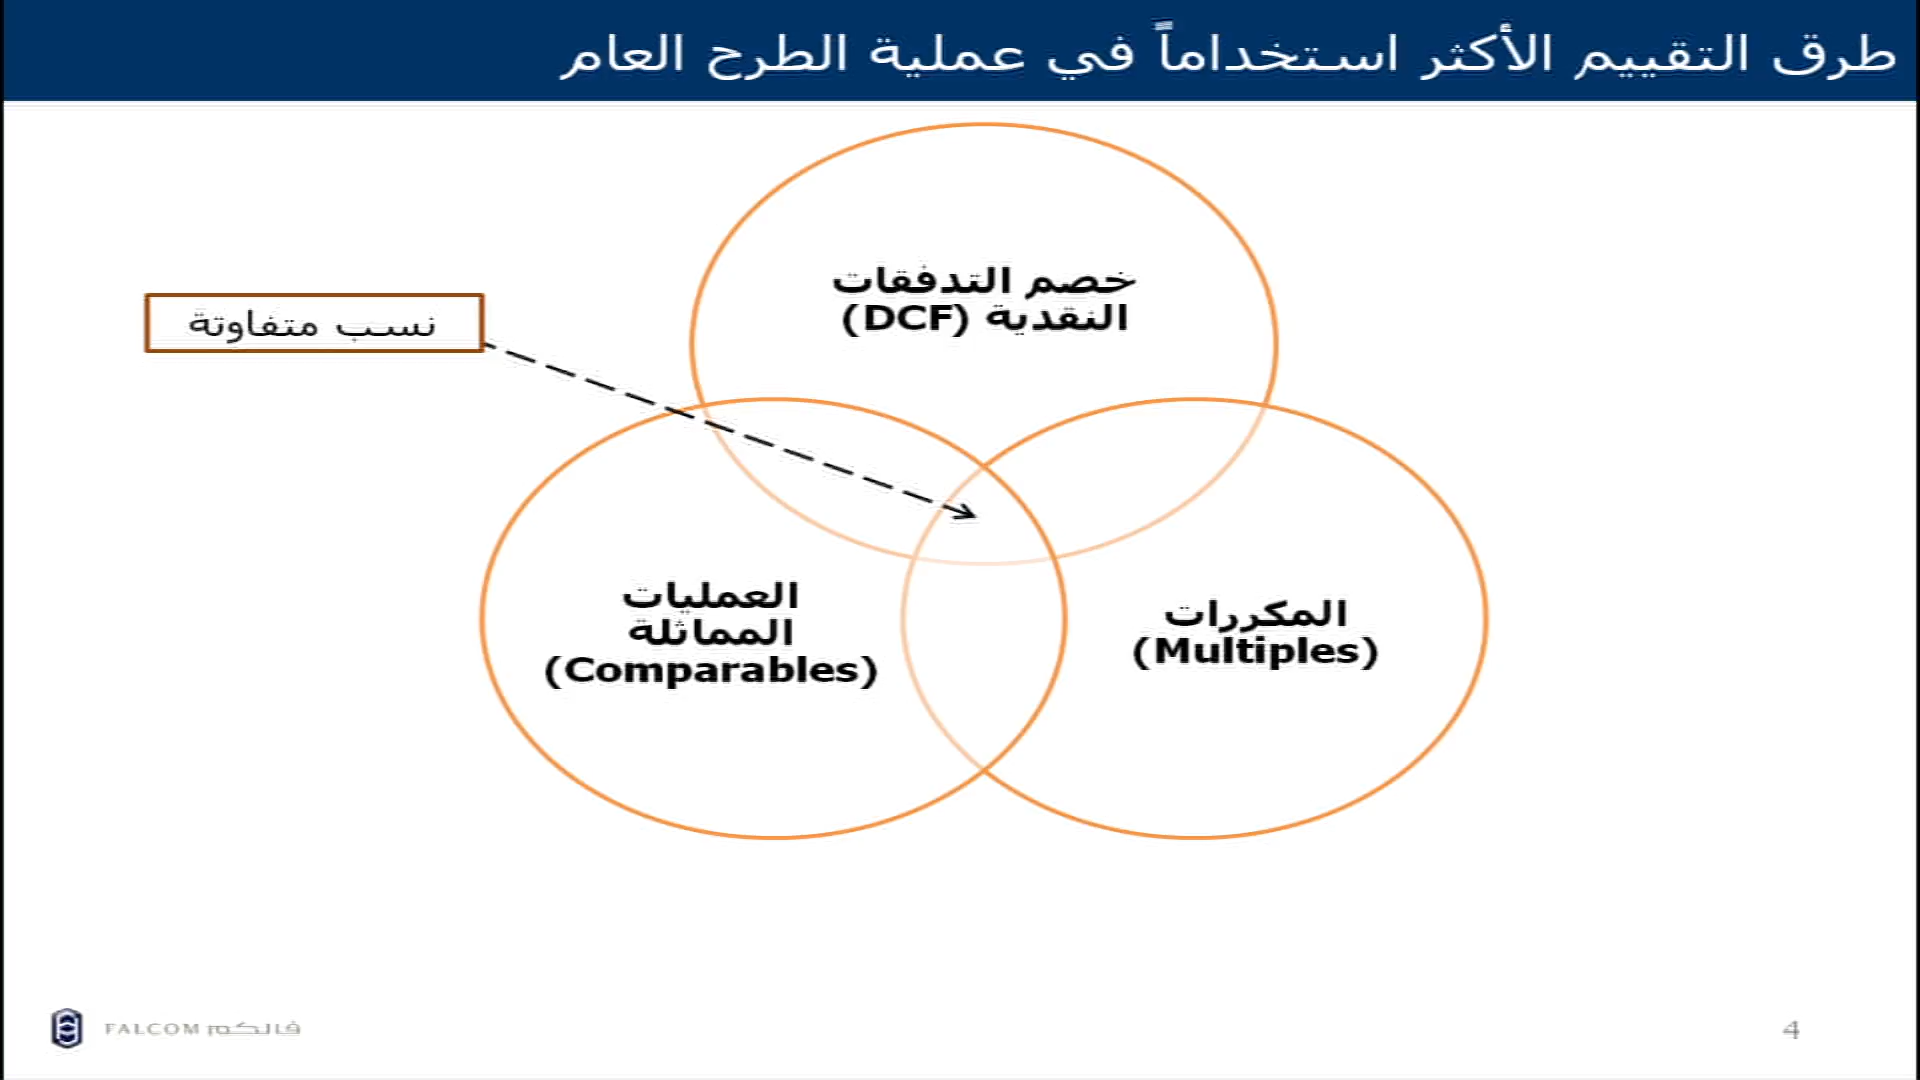 طرق التقييم الأكثر استخداماً في عملية الطرح العام
خصم التدفقات
النقدية (DCF)
نسب متفاوتة
المكررات
(Multiples)
العمليات
المماثلة
(Comparables)
FALCOM فالكم
4